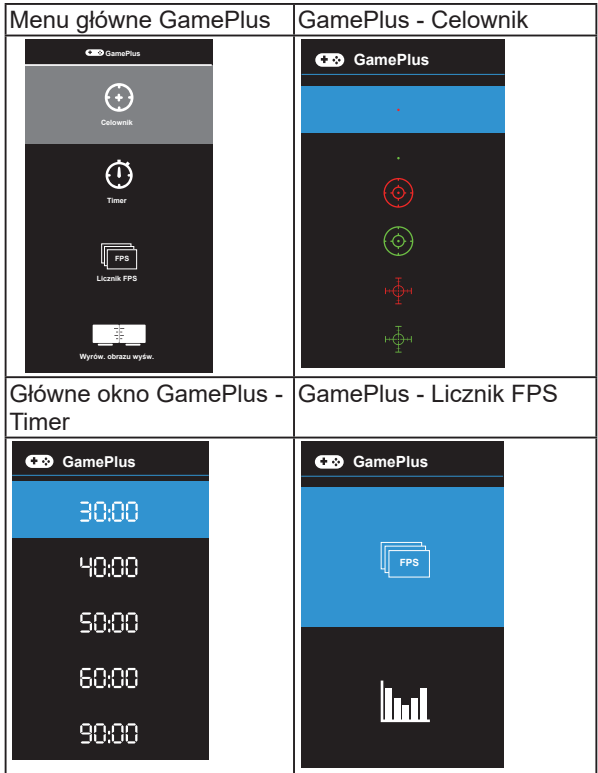 Menu główne GamePlus
GamePlus - Celownik
GamePlus
Celownik
Timer
FPS
Licznik FPS
Wyrów. obrazu wyśw.
GamePlus
Główne okno GamePlus -
Timer
GamePlus - Licznik FPS
GamePlus
30:00
40:00
50:00
60:00
90:00
GamePlus
FPS